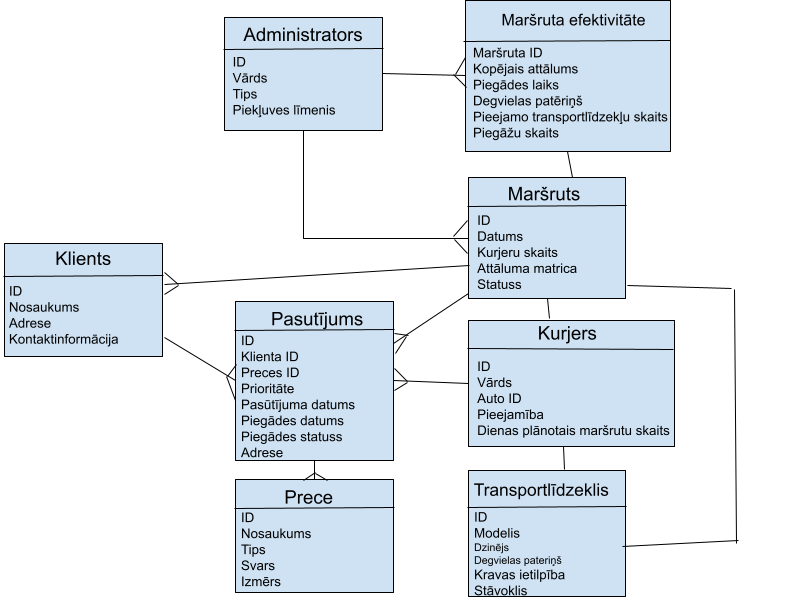 Administrators
ID
Vārds
Tips
Piekļuves līmenis
Maršruta efektivitāte
Maršruta ID
Kopējais attālums
Piegādes laiks
Degvielas patēriņš
Pieejamo transportlīdzekļu skaits
Piegāžu skaits
Maršruts
ID
Datums
Kurjeru skaits
Attāluma matrica
Statuss
Klients
ID
Nosaukums
Adrese
Kontaktinformācija
Pasutījums
ID
Klienta ID
Preces ID
Prioritāte
Pasūtījuma datums
Piegādes datums
Piegādes statuss
Adrese
Kurjers
ID
Vārds
Auto ID
Pieejamība
Dienas plānotais maršrutu skaits
Prece
ID
Nosaukums
Tips
Svars
Izmērs
Transportlīdzeklis
ID
Modelis
Dzinējs
Degvielas pateriņš
Kravas ietilpība
Stāvoklis